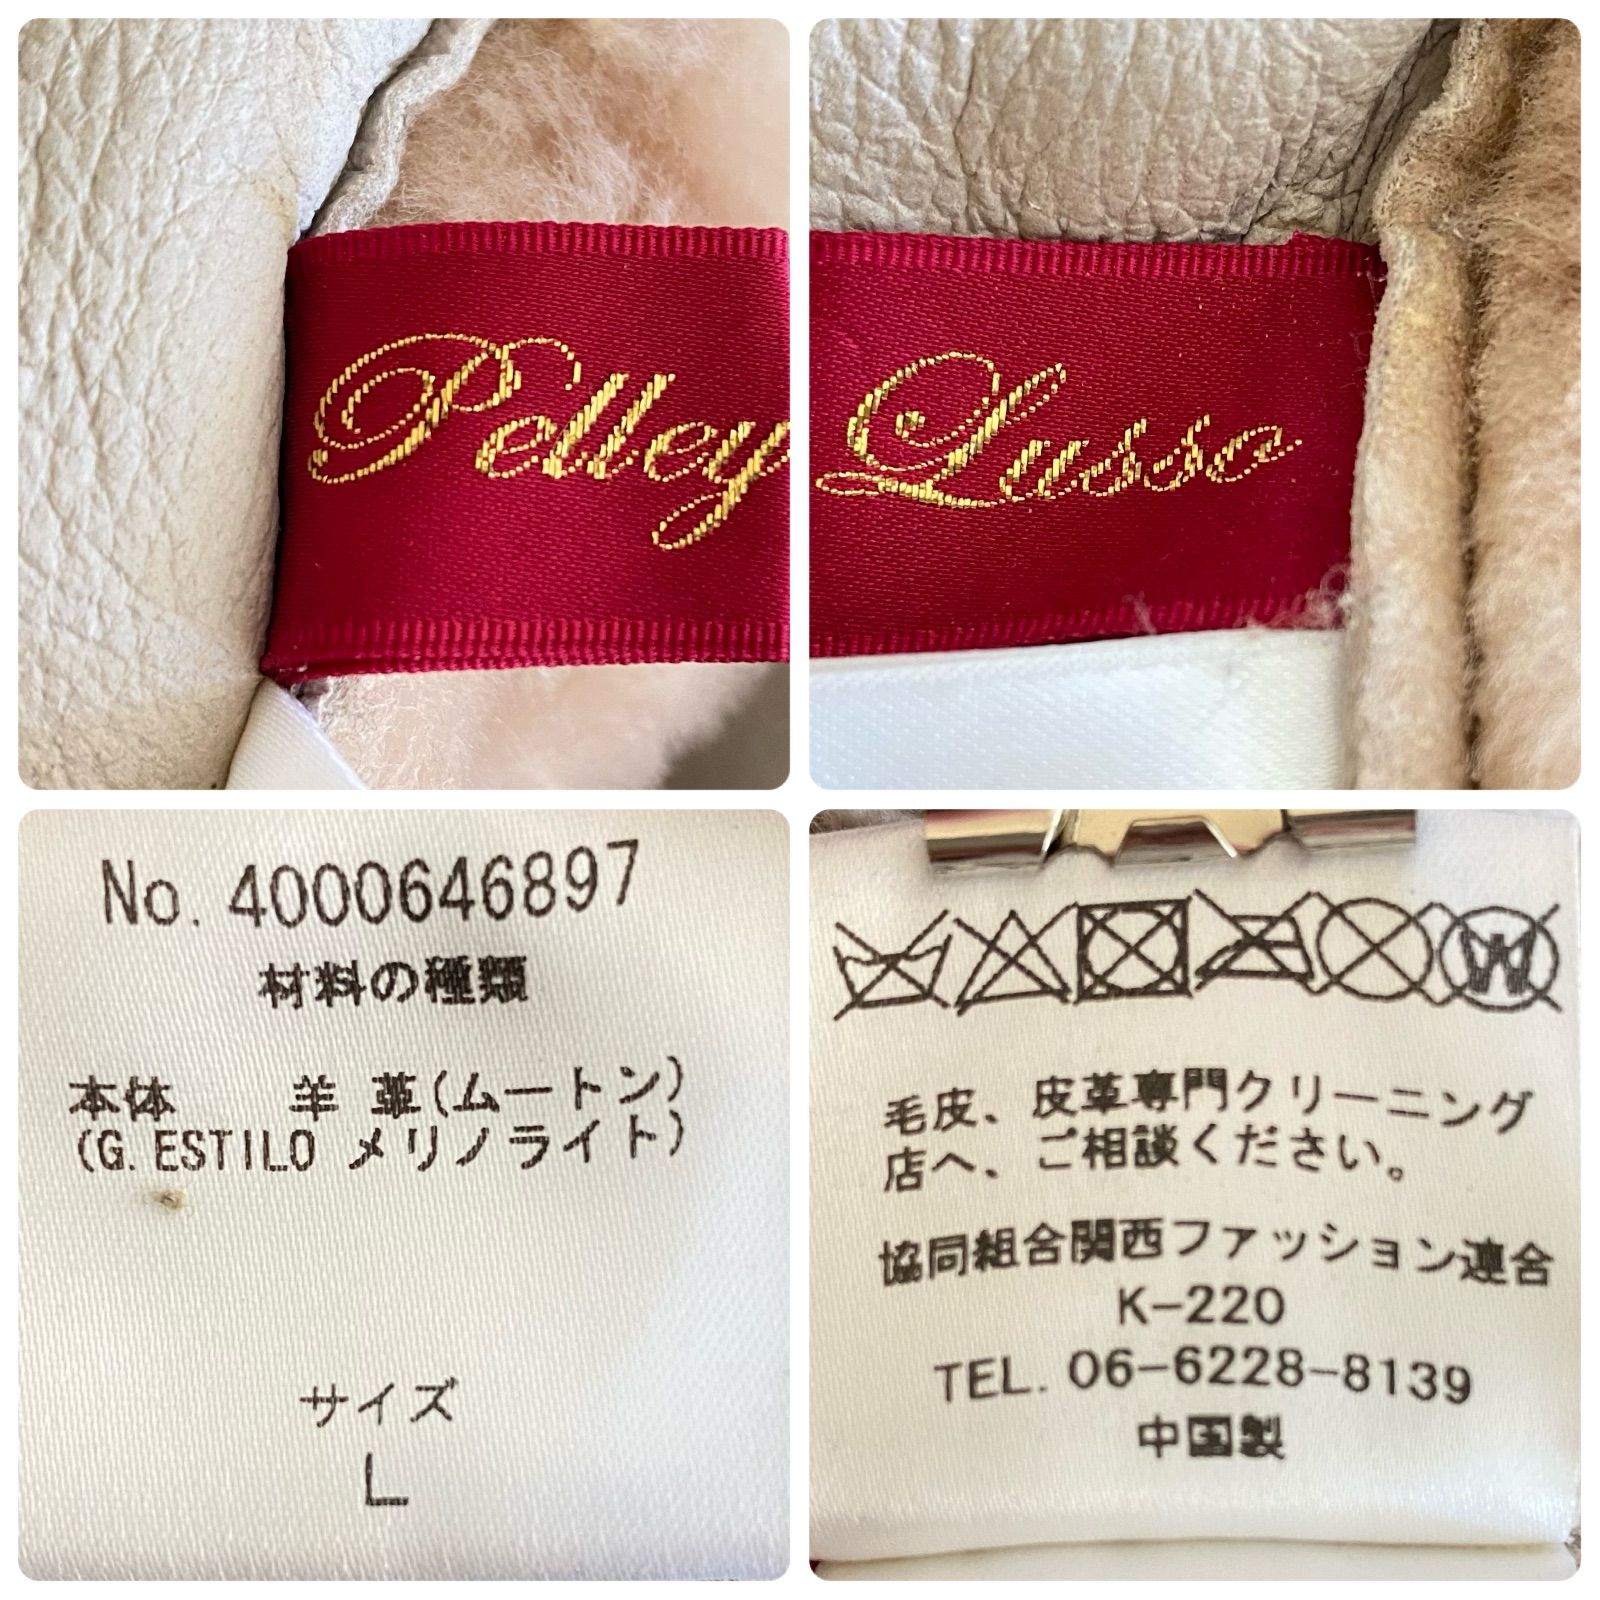 Pelley
Lusso
No. 4000646897
材料の種類
本体 羊 革(ムートン)
(G. ESTILO メリノライト)
サイズ
L
W
毛皮、皮革専門クリーニング
店へ、ご相談ください。
協同組合関西ファッション連合
K-220
TEL. 06-6228-8139
中国製